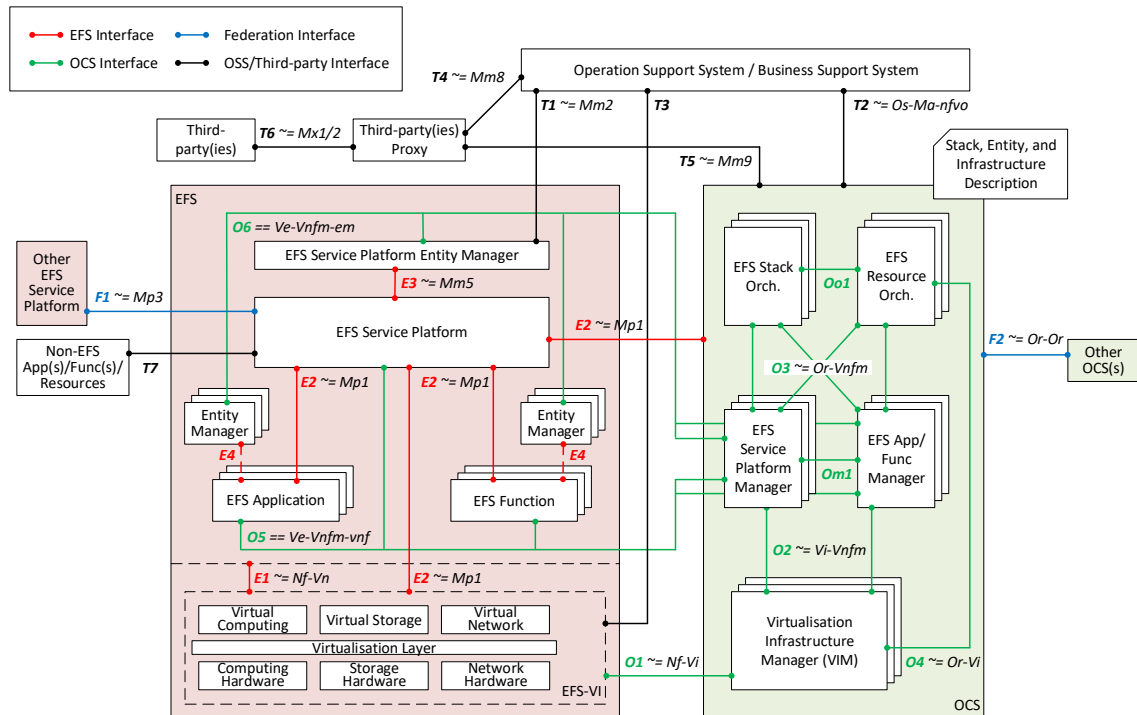 EFS Interface
Federation Interface
OCS Interface
OSS/Third-party Interface
Operation Support System / Business Support System
T4 ~= Mm8
T1 ~= Mm2
T3
T2 ~= Os-Ma-nfvo
Third-
party(ies)
T6 ~= Mx1/2
Third-party(ies)
Proxy
T5 ~= Mm9
Stack, Entity, and
Infrastructure
Description
EFS
O6 == Ve-Vnfm-em
EFS Service Platform Entity Manager
E3 ~= Mm5
Other
EFS
Service
Platform
F1 ~= Mp3
EFS Service Platform
E2 ~= Mp1
Non-EFS
App(s)/Func(s)/
Resources
T7
E2 ~= Mp1
E2 ~= Mp1
Entity
Manager
Entity
Manager
E4
E4
EFS Application
EFS Function
O5 == Ve-Vnfm-vnf
E1 ~= Nf-Vn
E2 ~= Mp1
Virtual
Computing
Virtual Storage
Virtual
Network
Virtualisation Layer
Computing
Hardware
Storage
Hardware
Network
Hardware
EFS-VI
O1 ~= Nf-Vi
EFS Stack
Orch.
Oo1
EFS
Resource
Orch.
O3 ~= Or-Vnfm
F2 ~= Or-Or
Other
OCS(s)
EFS
Service
Platform
Manager
Om1
EFS App/
Func
Manager
O2 ~= Vi-Vnfm
Virtualisation
Infrastructure
Manager (VIM)
O4 ~= Or-Vi
OCS